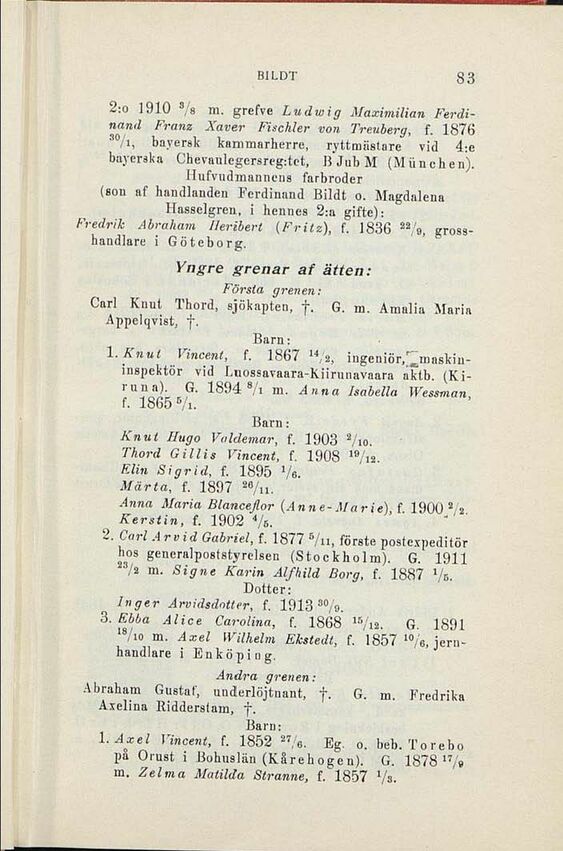 BILDT 83
2:o 1910 3/8 m. grefve Ludwig Maximilian Ferdi-
nand Franz Xaver Fischler von Treuberg, f. 1876
30/1, bayersk kammarherre, ryttmästare vid 4:e
bayerska Chevaulegersreg:tet, BJubM (München).
Hufvudmannens farbroder
(son af handlanden Ferdinand Bildt o. Magdalena
Hasselgren, i hennes 2:a gifte):
Fredrik Abraham Heribert (Fritz), f. 1836 22/9, gross-
handlare i Göteborg.
Yngre grenar af ätten:
Första grenen:
Carl Knut Thord, sjökapten, †. G. m. Amalia Maria
Appelqvist, †.
Barn:
1. Knut Vincent, f. 1867 14/2, ingeniör, maskin-
inspektör vid Luossavaara-Kiirunavaara aktb. (Ki-
runa). G. 1894 8/1 m. Anna Isabella Wessman,
f. 1865 5/1.
Barn:
Knut Hugo Valdemar, f. 1903 2/10.
Thord Gillis Vincent, f. 1908 19/12.
Elin Sigrid, f. 1895 1/6.
Märta, f. 1897 26/11.
Anna Maria Blanceflor (Anne-Marie), f. 1900 2/2.
Kerstin, f. 1902 4/5.
2. Carl Arvid Gabriel, f. 1877 5/11, förste postexpeditör
hos generalpoststyrelsen (Stockholm). G. 1911
23/2 m. Signe Karin Alfhild Borg, f. 1887 1/5.
Dotter:
Inger Arvidsdotter, f. 1913 30/9.
3. Ebba Alice Carolina, f. 1868 15/12. G. 1891
18/10 m. Axel Wilhelm Ekstedt, f. 1857 10/6, jern-
handlare i Enköping.
Andra grenen:
Abraham Gustaf, underlöjtnant, †. G. m. Fredrika
Axelina Ridderstam, †.
Barn:
1. Axel Vincent, f. 1852 27/6. Eg. o. beb. Torebo
på Orust i Bohuslän (Kårehogen). G. 1878 17/9
m. Zelma Matilda Stranne, f. 1857 1/3.